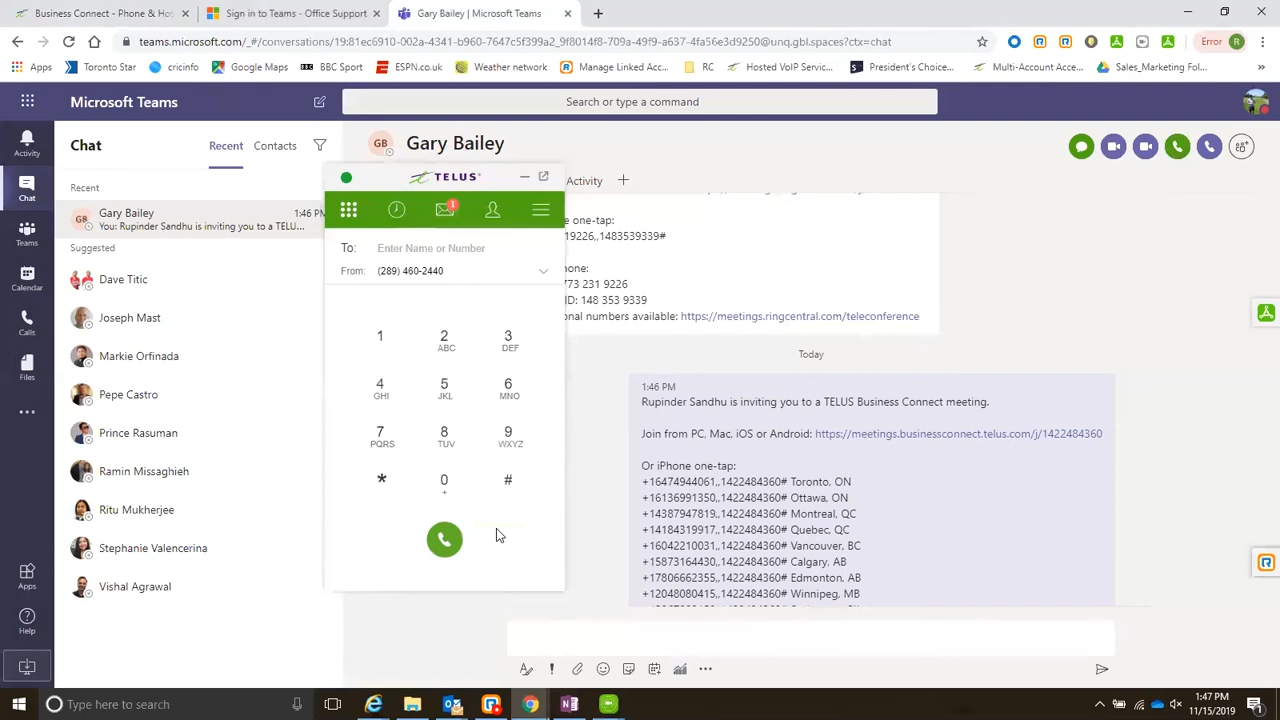 Business Connect - Phone & Ho
Sign in to Teams - Office Support
Gary Bailey | Microsoft Teams
teams.microsoft.com/_#/conversations/19:81ec6910-002a-4341-b960-7647c5f399a2_9f8014f8-709a-49f9-a637-4fa56e3d9250@unq.gbl.spaces?ctx=chat
Error R
Apps
Toronto Star
cricinfo
Google Maps
BBC Sport
ESPN.co.uk
Weather network
Manage Linked Acc...
RC
Hosted VoIP Servic...
President's Choice...
Multi-Account Acce...
Sales_Marketing Fol...
»
Microsoft Teams
Search or type a command
Activity
Chat
Teams
Calendar
Calls
Files
Apps
Help
Chat
Recent
Contacts
Recent
Gary Bailey 1:46 PM
You: Rupinder Sandhu is inviting you to a TELU...
Suggested
Dave Titic
Joseph Mast
Markie Orfinada
Pepe Castro
Prince Rasuman
Ramin Missaghieh
Ritu Mukherjee
Stephanie Valencerina
Vishal Agrawal
GB
Gary Bailey
Activity
TELUS
1
To: Enter Name or Number
From: (289) 460-2440
1
2 ABC
3 DEF
4 GHI
5 JKL
6 MNO
7 PQRS
8 TUV
9 WXYZ
*
0 +
#
e one-tap:
19226,,1483539339#
hone:
773 231 9226
ID: 148 353 9339
onal numbers available: https://meetings.ringcentral.com/teleconference
Today
1:46 PM
Rupinder Sandhu is inviting you to a TELUS Business Connect meeting.
Join from PC, Mac, iOS or Android: https://meetings.businessconnect.telus.com/j/1422484360
Or iPhone one-tap:
+16474944061,,1422484360# Toronto, ON
+16136991350,,1422484360# Ottawa, ON
+14387947819,,1422484360# Montreal, QC
+14184319917,,1422484360# Quebec, QC
+16042210031,,1422484360# Vancouver, BC
+15873164430,,1422484360# Calgary, AB
+17806662355,,1422484360# Edmonton, AB
+12048080415,,1422484360# Winnipeg, MB
Type here to search
1:47 PM
11/15/2019